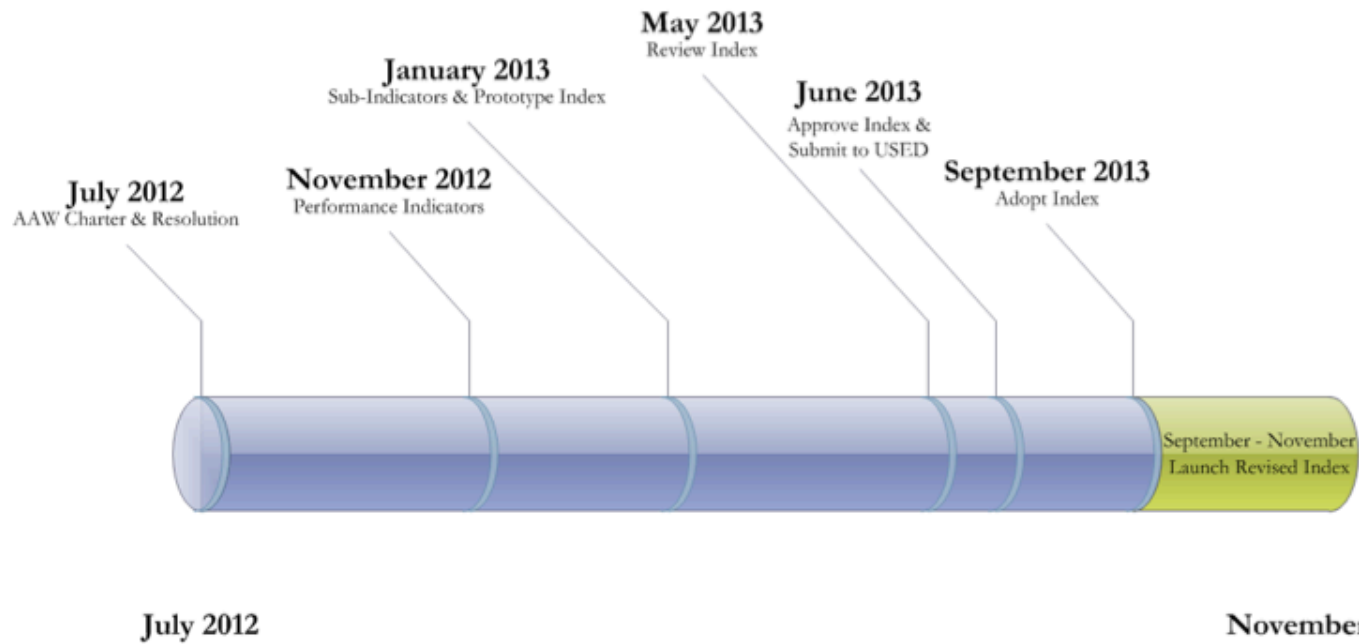 July 2012
AAW Charter & Resolution
November 2012
Performance Indicators
January 2013
Sub-Indicators & Prototype Index
May 2013
Review Index
June 2013
Approve Index &
Submit to USED
September 2013
Adopt Index
September - November
Launch Revised Index
July 2012
November